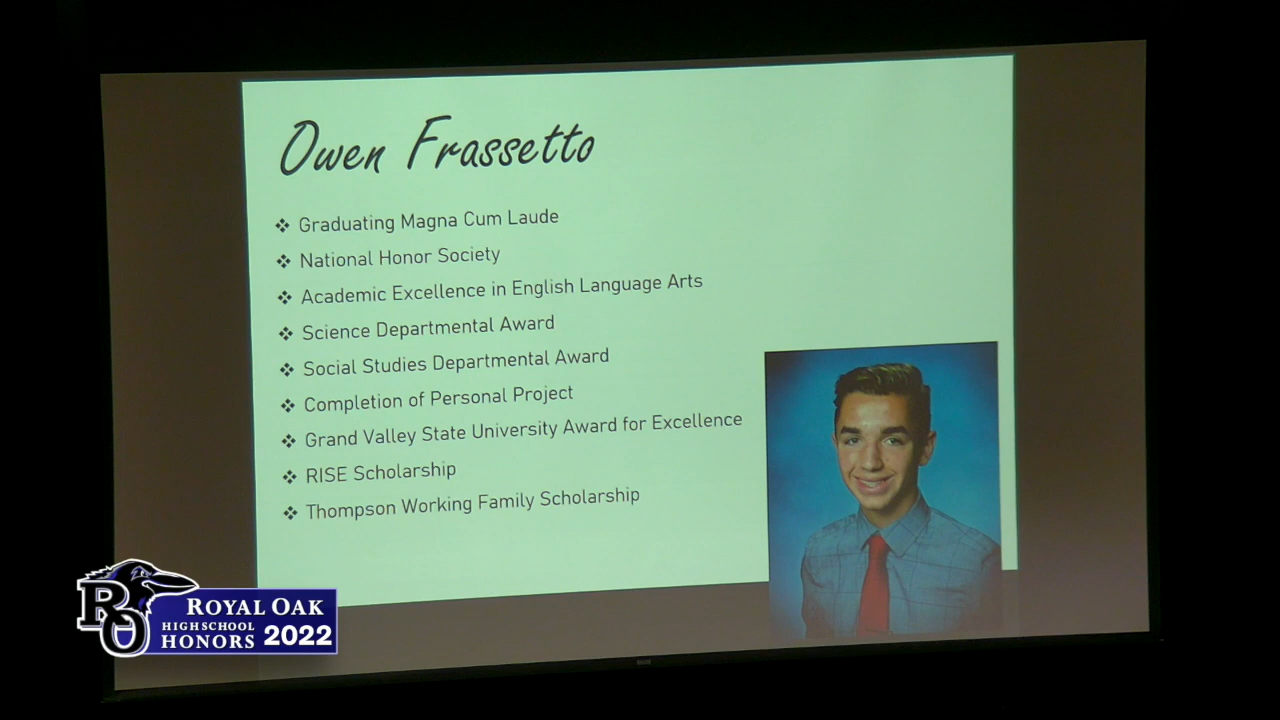 Owen Frassetto
❖ Graduating Magna Cum Laude
❖ National Honor Society
❖ Academic Excellence in English Language Arts
❖ Science Departmental Award
❖ Social Studies Departmental Award
❖ Completion of Personal Project
❖ Grand Valley State University Award for Excellence
❖ RISE Scholarship
❖ Thompson Working Family Scholarship
RO
ROYAL OAK
HIGH SCHOOL
HONORS 2022